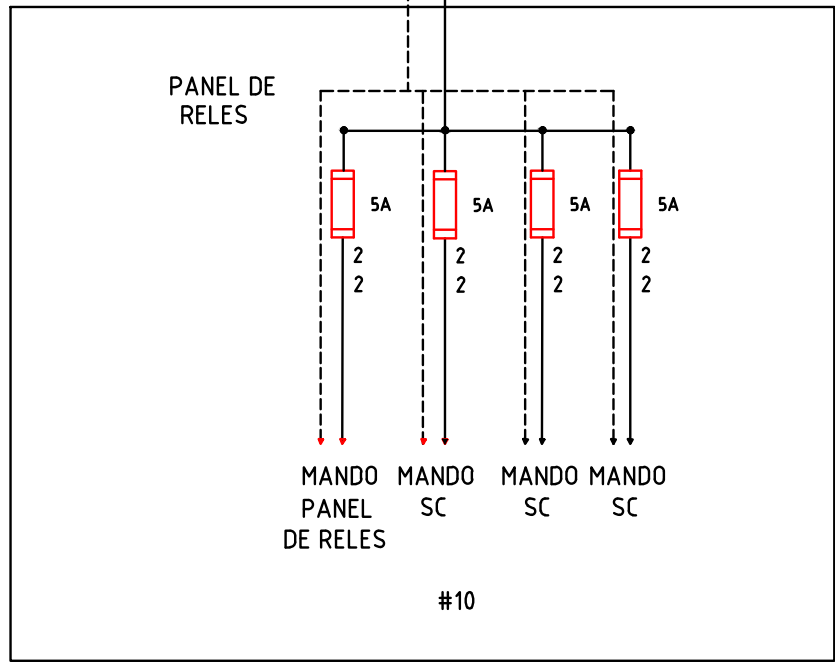 PANEL DE
RELES
5A
5A
5A
5A
2
2
2
2
2
2
2
2
MANDO
PANEL
DE RELES
MANDO
SC
MANDO
SC
MANDO
SC
#10